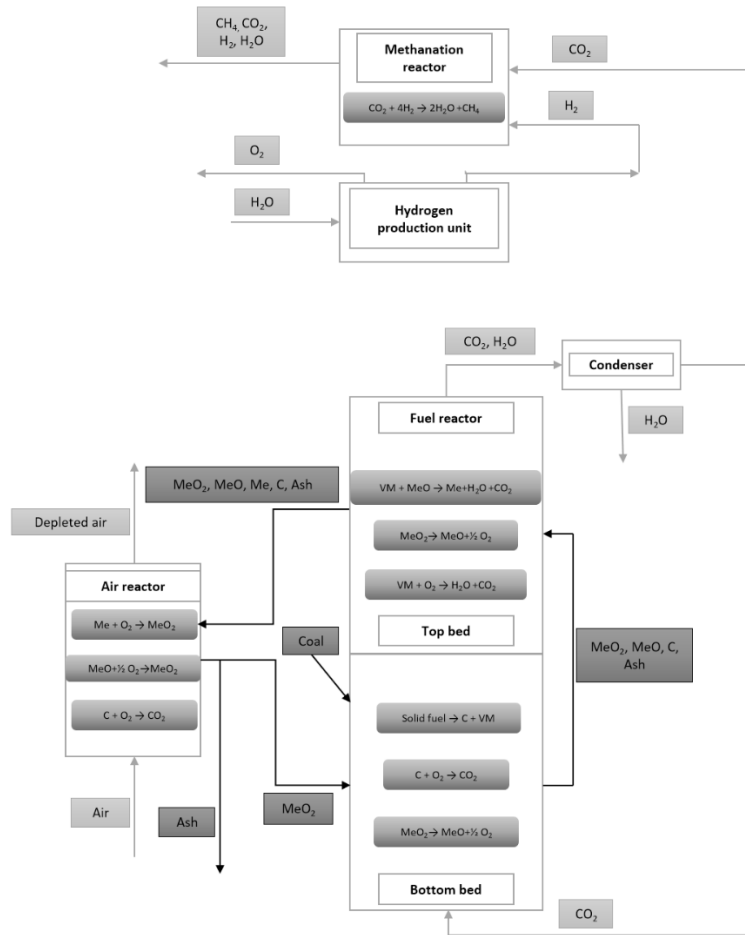 CH₄, CO₂,
H₂, H₂O
Methanation
reactor
CO₂
CO₂ + 4H₂ → 2H₂O +CH₄
H₂
O₂
H₂O
Hydrogen
production unit
CO₂, H₂O
Condenser
H₂O
Fuel reactor
MeO₂, MeO, Me, C, Ash
VM + MeO → Me+H₂O +CO₂
Depleted air
MeO₂→ MeO+½ O₂
Air reactor
VM + O₂ → H₂O +CO₂
Me + O₂ → MeO₂
Coal
Top bed
MeO₂, MeO, C,
Ash
MeO+½ O₂→MeO₂
C + O₂ → CO₂
Solid fuel → C + VM
C + O₂ → CO₂
Air
Ash
MeO₂
MeO₂→ MeO+½ O₂
Bottom bed
CO₂